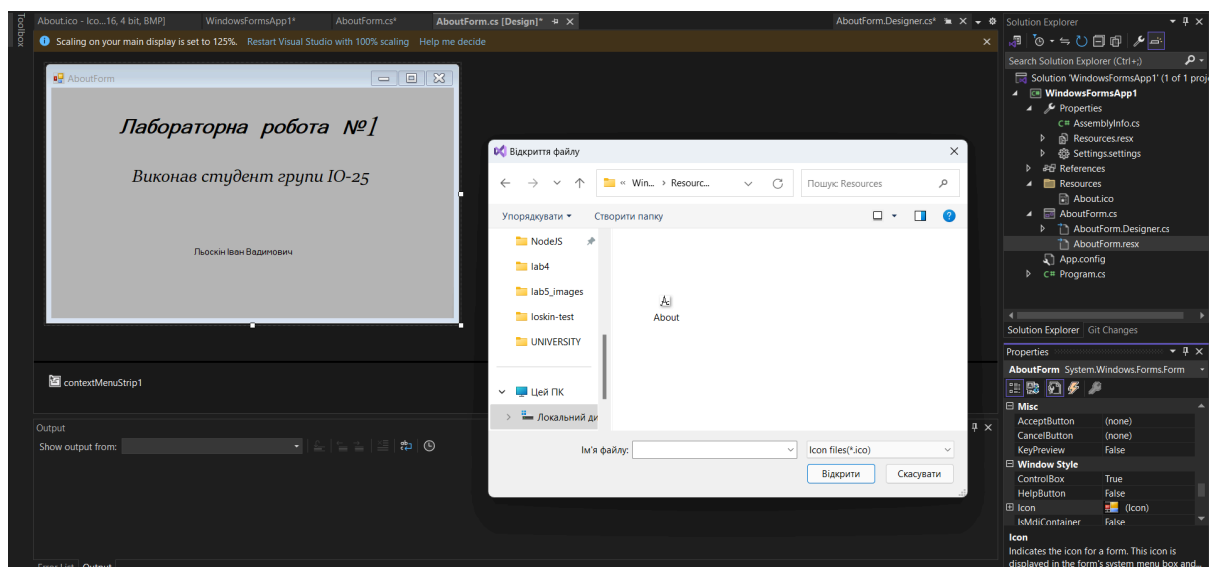 Toolbox
About.ico - Ico...16, 4 bit, BMP]
WindowsFormsApp1*
AboutForm.cs*
AboutForm.cs [Design]*
AboutForm.Designer.cs*
Scaling on your main display is set to 125%. Restart Visual Studio with 100% scaling Help me decide
AboutForm
Лабораторна робота №1
Виконав студент групи ІО-25
Льоскін Іван Вадимович
contextMenuStrip1
Output
Show output from:
Error List Output
Відкриття файлу
« Win... › Resourc...
Пошук: Resources
Упорядкувати
Створити папку
NodeJS
lab4
lab5_images
loskin-test
UNIVERSITY
Цей ПК
Локальний ди
About
Ім'я файлу:
Icon files(*.ico)
Відкрити
Скасувати
Solution Explorer
Search Solution Explorer (Ctrl+;)
Solution 'WindowsFormsApp1' (1 of 1 proj
WindowsFormsApp1
Properties
AssemblyInfo.cs
Resources.resx
Settings.settings
References
Resources
About.ico
AboutForm.cs
AboutForm.Designer.cs
AboutForm.resx
App.config
C# Program.cs
Solution Explorer Git Changes
Properties
AboutForm System.Windows.Forms.Form
Misc
AcceptButton (none)
CancelButton (none)
KeyPreview False
Window Style
ControlBox True
HelpButton False
Icon (Icon)
IsMdiContainer False
Icon
Indicates the icon for a form. This icon is
displayed in the form's system menu box and...